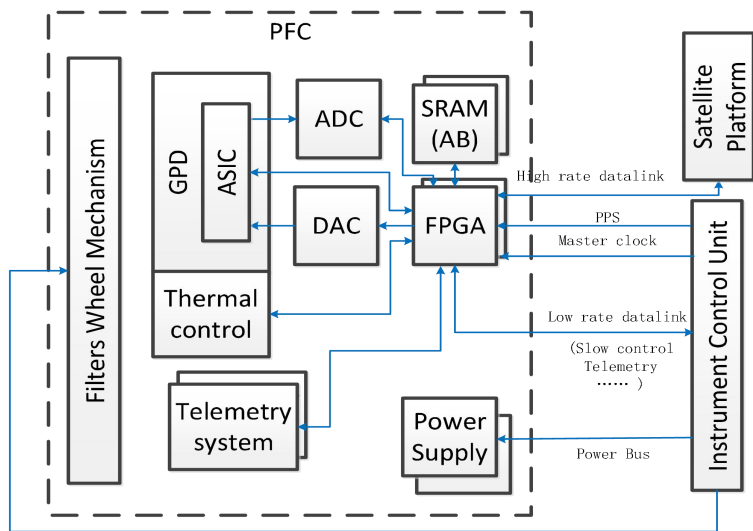 PFC
Filters Wheel Mechanism
GPD
ASIC
ADC
SRAM
(AB)
DAC
FPGA
Thermal
control
Telemetry
system
Power
Supply
Satellite
Platform
High rate datalink
PPS
Master clock
Low rate datalink
(Slow control
Telemetry
…… )
Power Bus
Instrument Control Unit